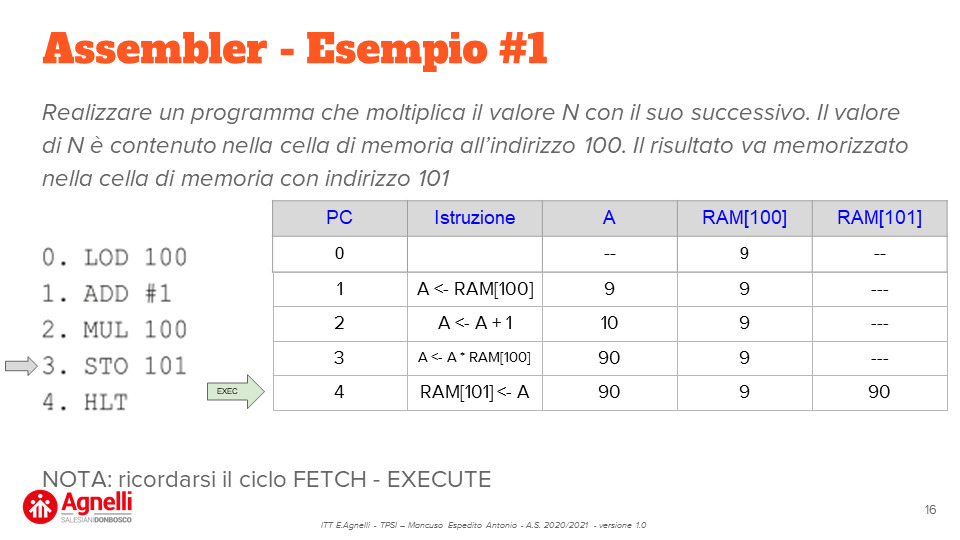 Assembler - Esempio #1
Realizzare un programma che moltiplica il valore N con il suo successivo. Il valore
di N è contenuto nella cella di memoria all'indirizzo 100. Il risultato va memorizzato
nella cella di memoria con indirizzo 101
0. LOD 100
1. ADD #1
2. MUL 100
3. STO 101
4. HLT
EXEC
PC Istruzione A RAM[100] RAM[101]
0 -- 9 --
1 A <- RAM[100] 9 9 ---
2 A <- A + 1 10 9 ---
3 A <- A * RAM[100] 90 9 ---
4 RAM[101] <- A 90 9 90
NOTA: ricordarsi il ciclo FETCH - EXECUTE
Agnelli
SALESIANI DONBOSCO
ITT E.Agnelli - TPSI – Mancuso Espedito Antonio - A.S. 2020/2021 - versione 1.0
16